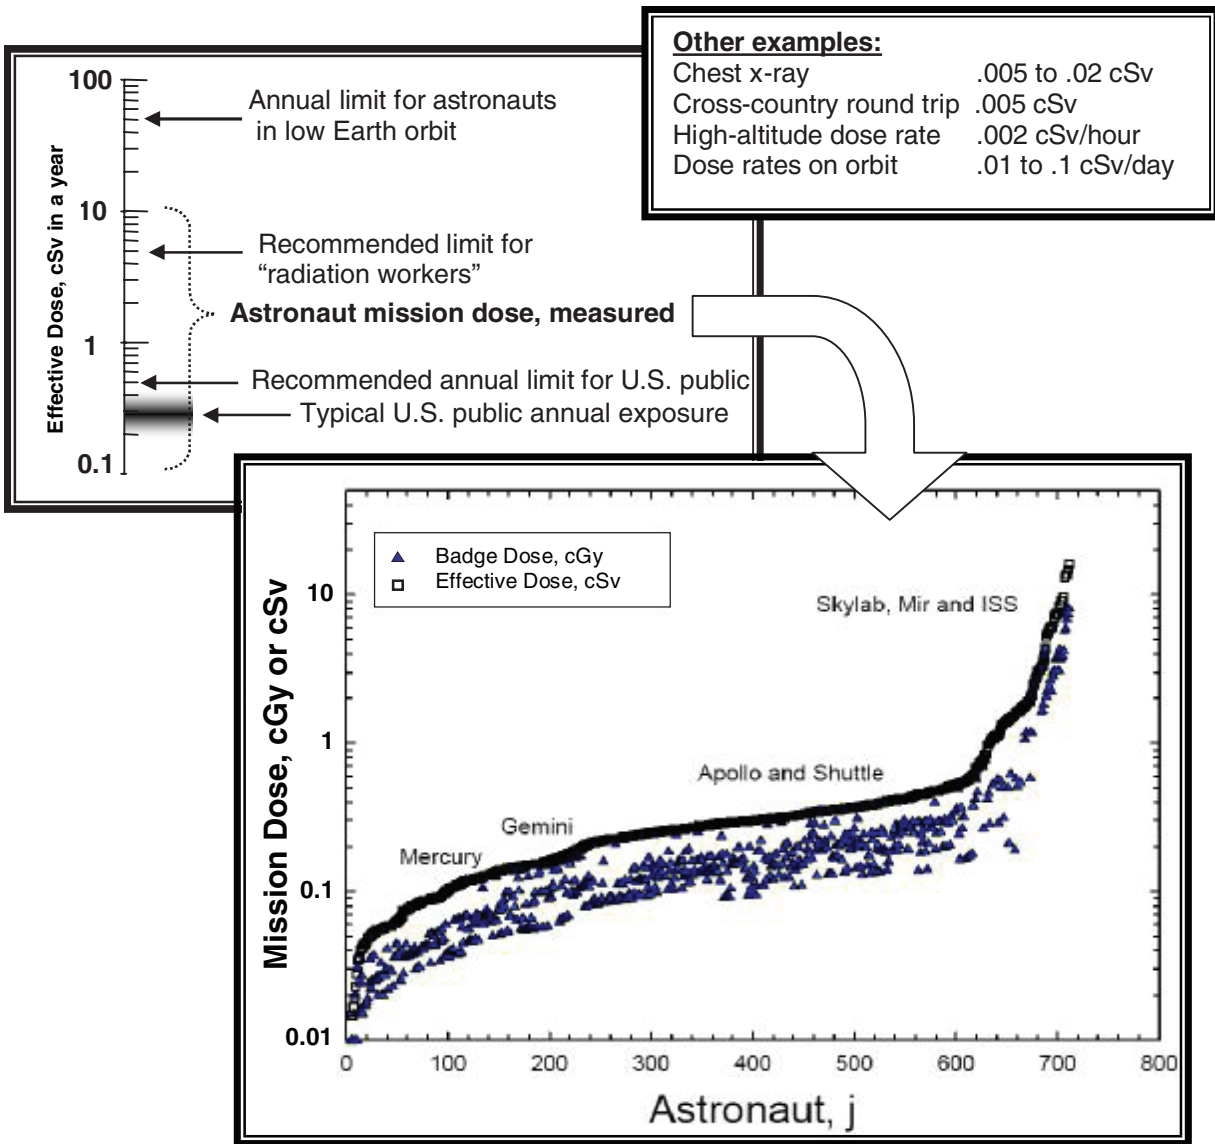 Other examples:
Chest x-ray .005 to .02 cSv
Cross-country round trip .005 cSv
High-altitude dose rate .002 cSv/hour
Dose rates on orbit .01 to .1 cSv/day
Effective Dose, cSv in a year
100
10
1
0.1
Annual limit for astronauts
in low Earth orbit
Recommended limit for
“radiation workers”
Astronaut mission dose, measured
Recommended annual limit for U.S. public
Typical U.S. public annual exposure
Mission Dose, cGy or cSv
10
1
0.1
0.01
Badge Dose, cGy
Effective Dose, cSv
Skylab, Mir and ISS
Apollo and Shuttle
Gemini
Mercury
0 100 200 300 400 500 600 700 800
Astronaut, j